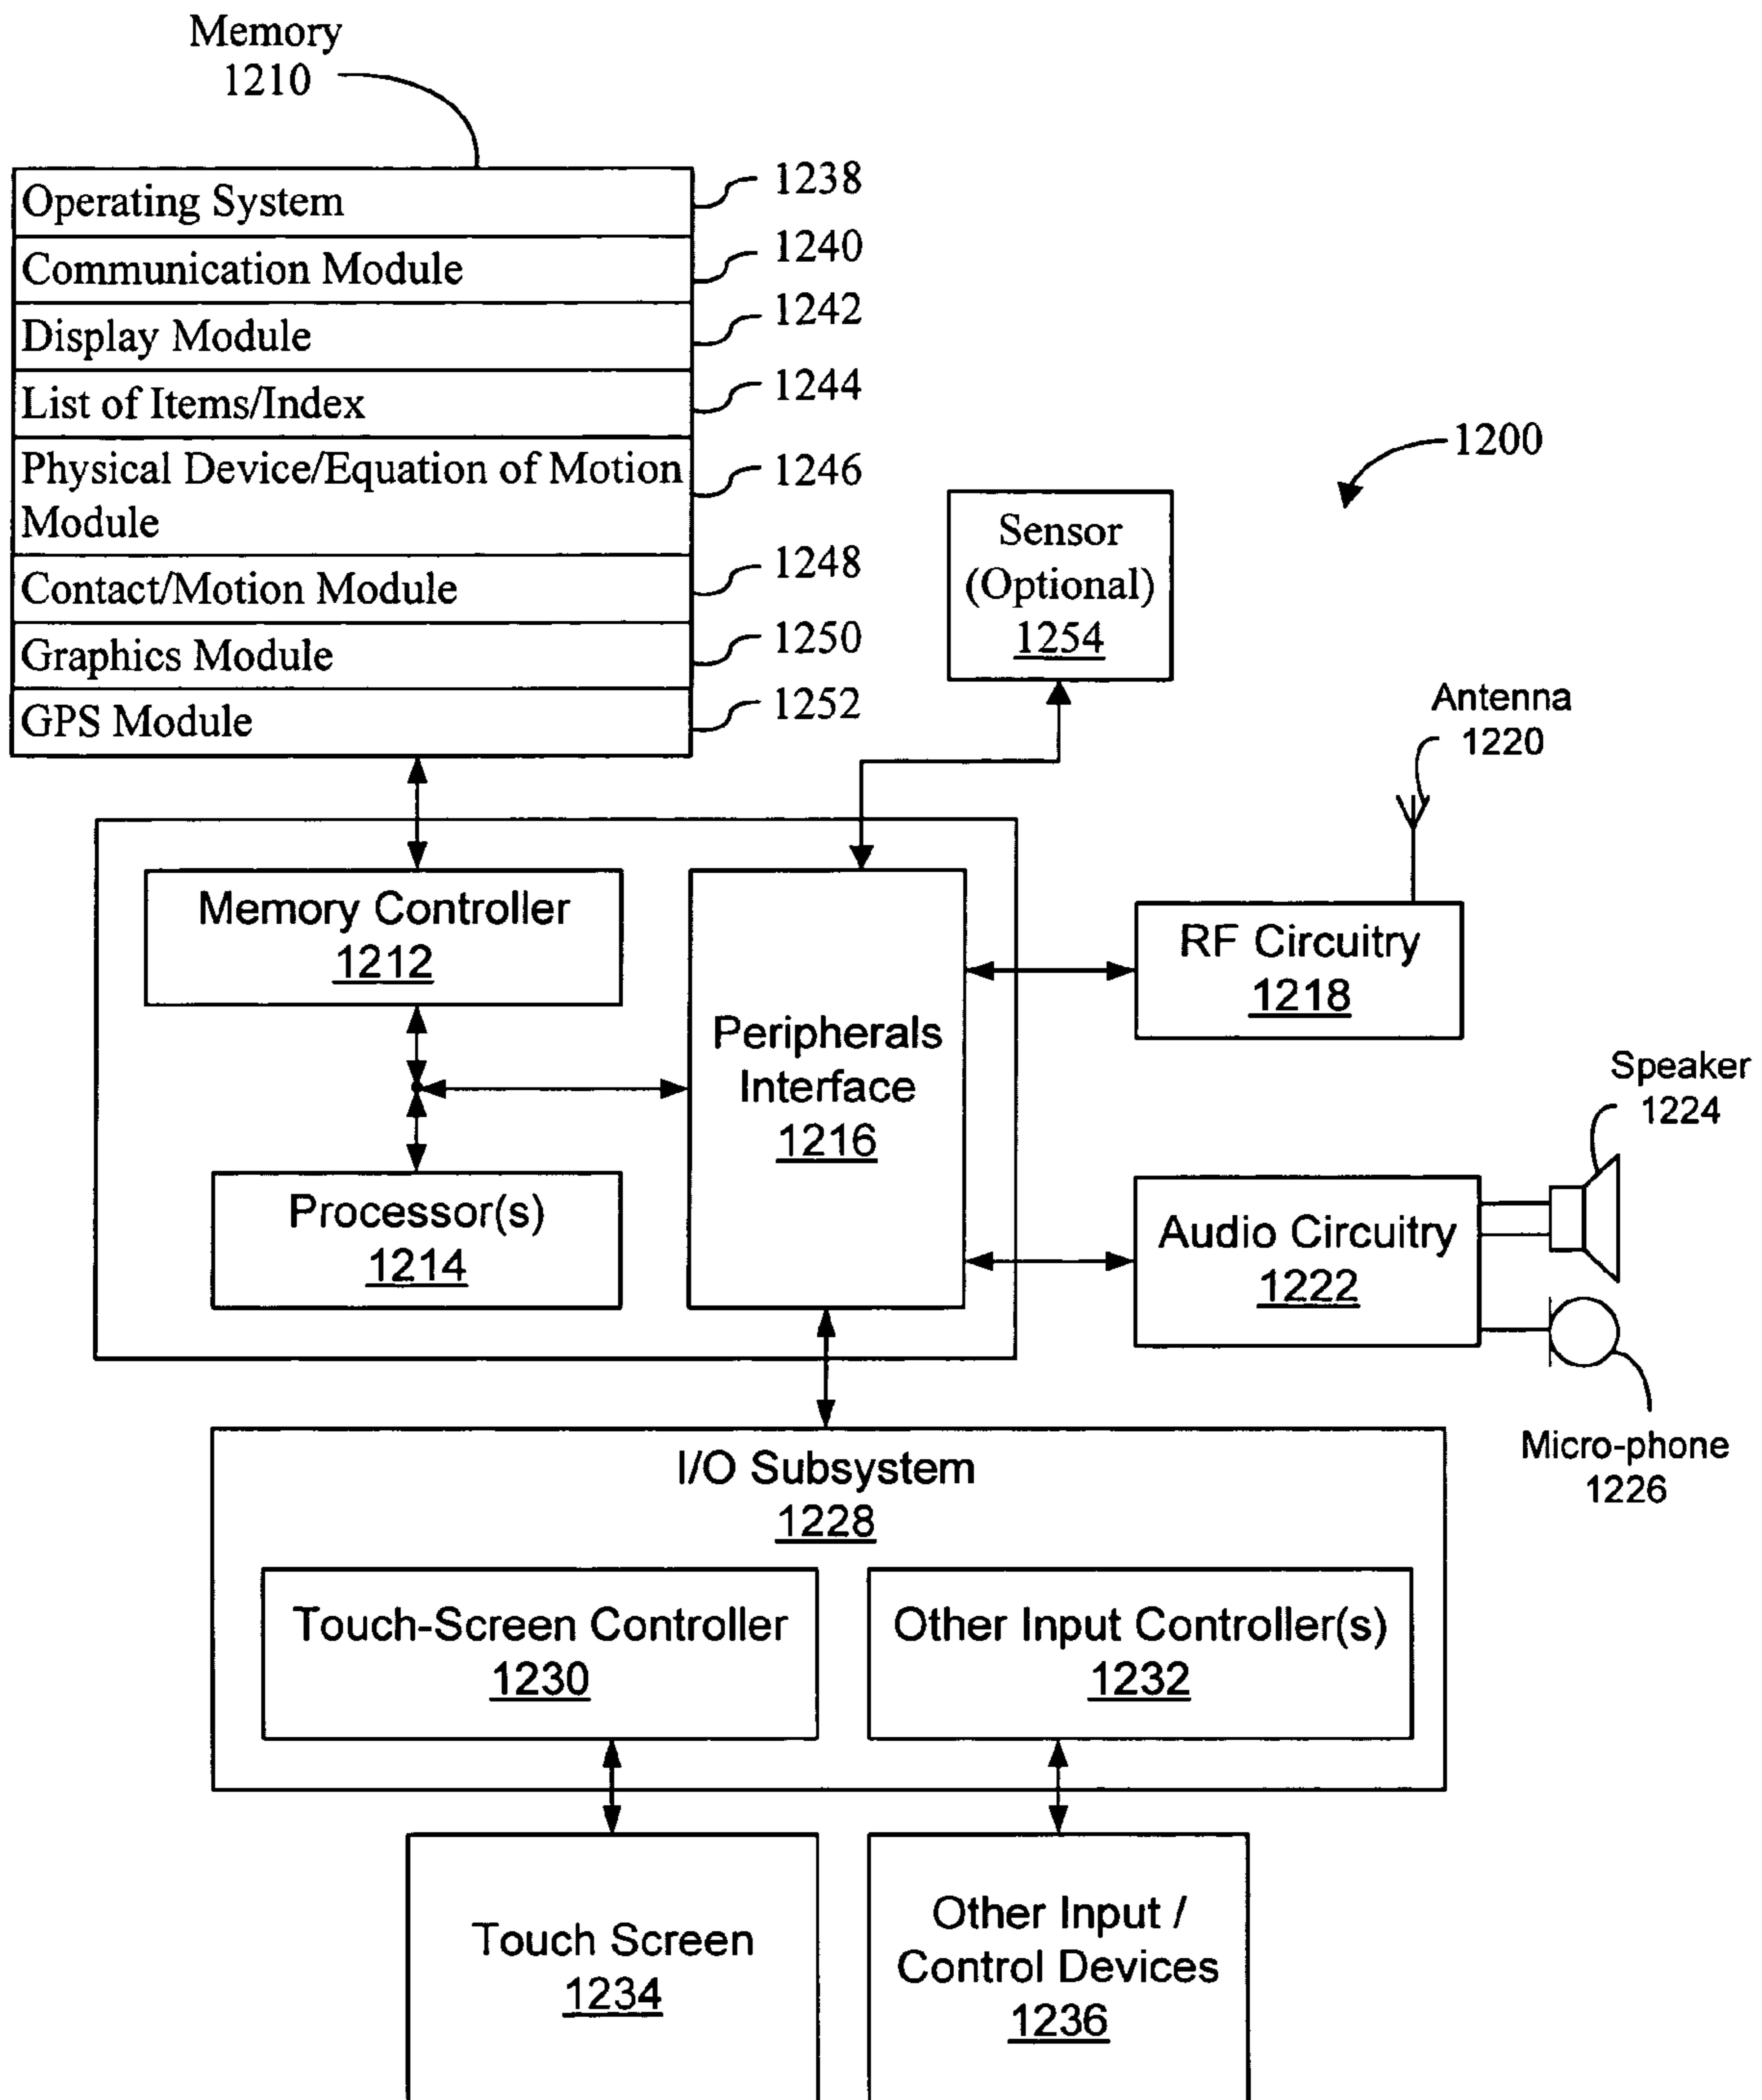 Memory
1210
Operating System
1238
Communication Module
1240
Display Module
1242
List of Items/Index
1244
Physical Device/Equation of Motion
Module
1246
Contact/Motion Module
1248
Graphics Module
1250
GPS Module
1252
1200
Sensor
(Optional)
1254
Antenna
1220
Memory Controller
1212
RF Circuitry
1218
Peripherals
Interface
1216
Speaker
1224
Processor(s)
1214
Audio Circuitry
1222
Micro-phone
1226
I/O Subsystem
1228
Touch-Screen Controller
1230
Other Input Controller(s)
1232
Touch Screen
1234
Other Input /
Control Devices
1236